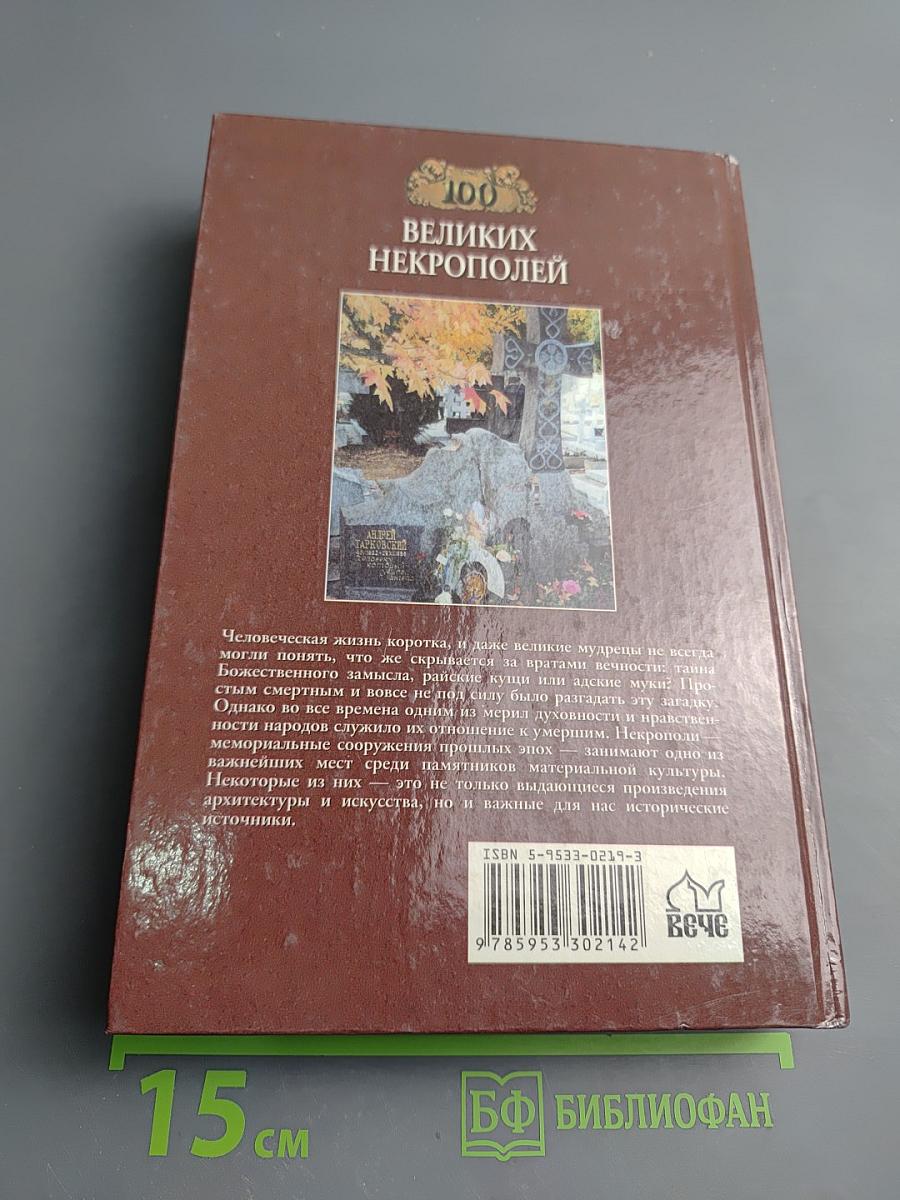 100
ВЕЛИКИХ
НЕКРОПОЛЕЙ
АНДРЕЙ
ТАРКОВСКИЙ
Человеку
который
увидел
ангела
Человеческая жизнь коротка, и даже великие мудрецы не всегда
могли понять, что же скрывается за вратами вечности: тайна
Божественного замысла, райские кущи или адские муки? Про-
стым смертным и вовсе не под силу было разгадать эту загадку.
Однако во все времена одним из мерил духовности и нравствен-
ности народов служило их отношение к умершим. Некрополи —
мемориальные сооружения прошлых эпох — занимают одно из
важнейших мест среди памятников материальной культуры.
Некоторые из них — это не только выдающиеся произведения
архитектуры и искусства, но и важные для нас исторические
источники.
ISBN 5-9533-0219-3
9 785953 302142
ВЕЧЕ
15 см
БФ БИБЛИОФАН